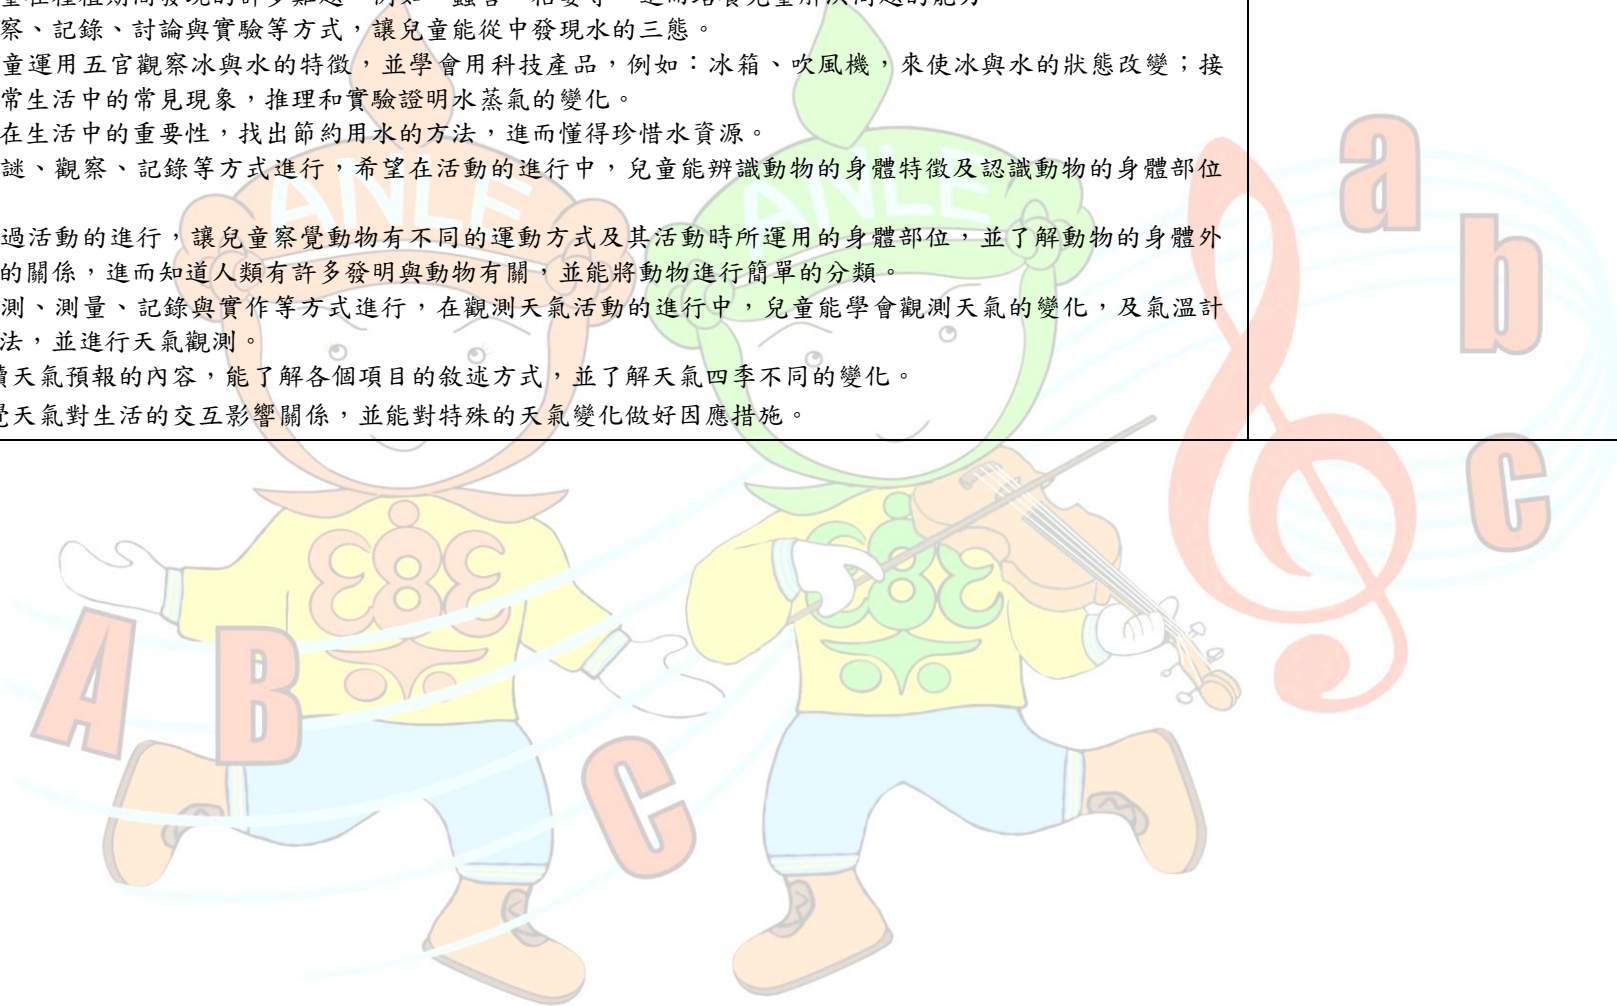 察、記錄、討論與實驗等方式，讓兒童能從中發現水的三態。
童運用五官觀察冰與水的特徵，並學會用科技產品，例如：冰箱、吹風機，來使冰與水的狀態改變；接
常生活中的常見現象，推理和實驗證明水蒸氣的變化。
在生活中的重要性，找出節約用水的方法，進而懂得珍惜水資源。
謎、觀察、記錄等方式進行，希望在活動的進行中，兒童能辨識動物的身體特徵及認識動物的身體部位
過活動的進行，讓兒童察覺動物有不同的運動方式及其活動時所運用的身體部位，並了解動物的身體外
的關係，進而知道人類有許多發明與動物有關，並能將動物進行簡單的分類。
測、測量、記錄與實作等方式進行，在觀測天氣活動的進行中，兒童能學會觀測天氣的變化，及氣溫計
法，並進行天氣觀測。
天氣預報的內容，能了解各個項目的敘述方式，並了解天氣四季不同的變化。
天氣對生活的交互影響關係，並能對特殊的天氣變化做好因應措施。
ANLE
ANLE
a
b
c
A
B
C